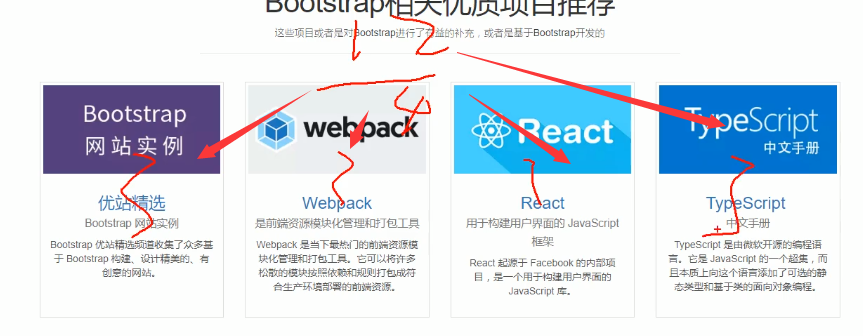 Bootstrap相关优质项目推荐
这些项目或者是对Bootstrap进行了有益的补充，或者是基于Bootstrap开发的
12
4
Bootstrap
网站实例
3
优站精选
Bootstrap 网站实例
Bootstrap 优站精选频道收集了众多基
于 Bootstrap 构建、设计精美的、有
创意的网站。
webpack
3
Webpack
是前端资源模块化管理和打包工具
Webpack 是当下最热门的前端资源模
块化管理和打包工具。它可以将许多
松散的模块按照依赖和规则打包成符
合生产环境部署的前端资源。
React
React
用于构建用户界面的 JavaScript
框架
React 起源于 Facebook 的内部项
目，是一个用于构建用户界面的
JavaScript 库。
TypeScript
中文手册
3
TypeScript
中文手册
TypeScript 是由微软开源的编程语
言。它是 JavaScript 的一个超集，而
且本质上向这个语言添加了可选的静
态类型和基于类的面向对象编程。